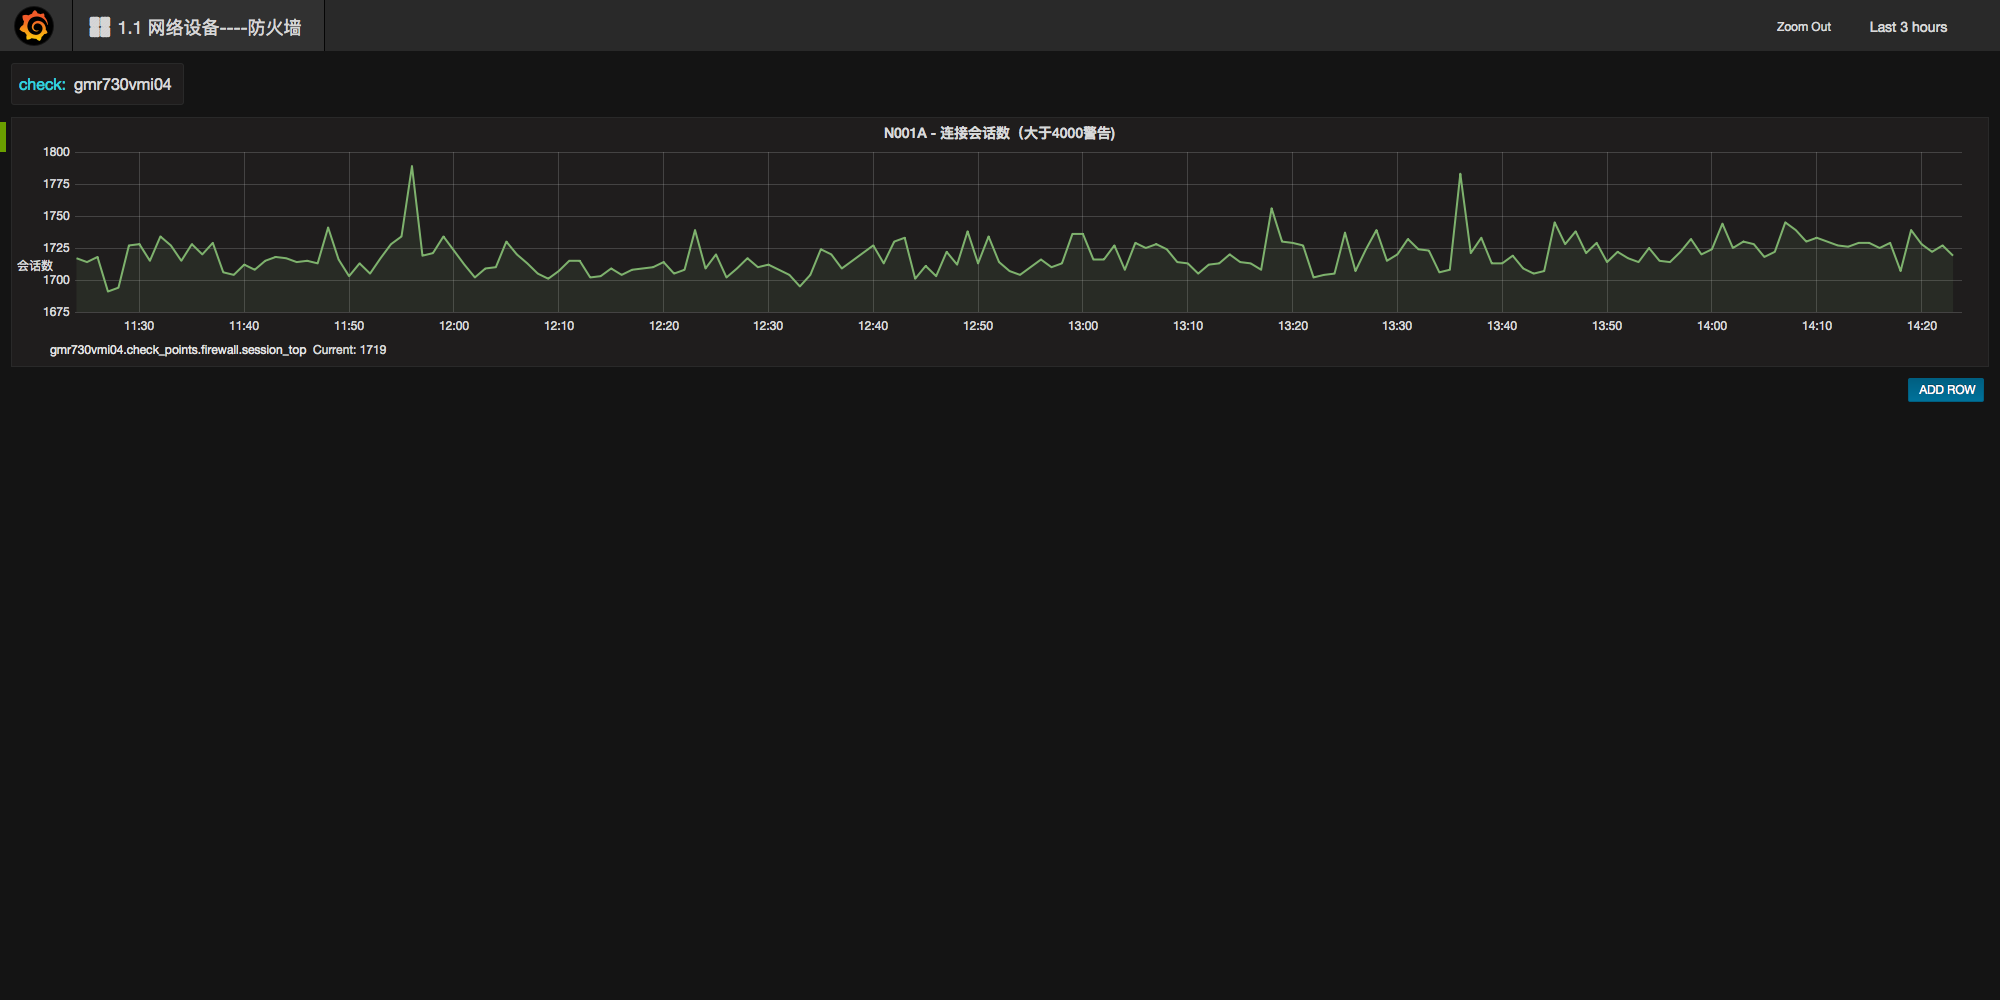 1.1 网络设备----防火墙
Zoom Out
Last 3 hours
check: gmr730vmi04
N001A - 连接会话数（大于4000警告)
1800
1775
1750
1725
会话数
1700
1675
11:30 11:40 11:50 12:00 12:10 12:20 12:30 12:40 12:50 13:00 13:10 13:20 13:30 13:40 13:50 14:00 14:10 14:20
gmr730vmi04.check_points.firewall.session_top Current: 1719
ADD ROW